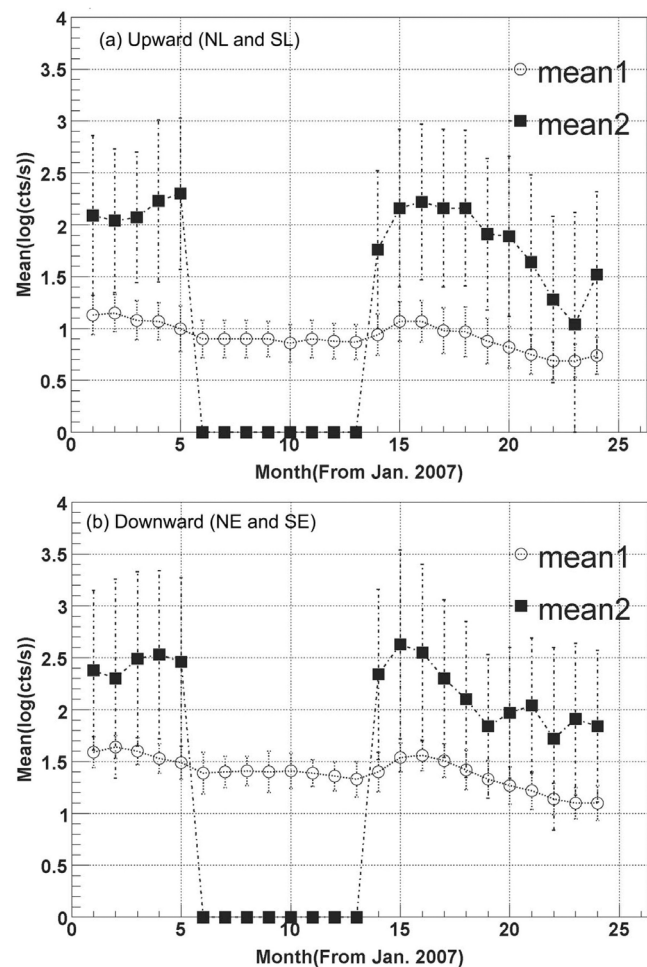 4
(a) Upward (NL and SL)
3.5
mean1
3
mean2
2.5
2
1.5
1
0.5
0
0 5 10 15 20 25
Mean(log(cts/s))
Month(From Jan. 2007)
4
(b) Downward (NE and SE)
3.5
mean1
3
mean2
2.5
2
1.5
1
0.5
0
0 5 10 15 20 25
Mean(log(cts/s))
Month(From Jan. 2007)